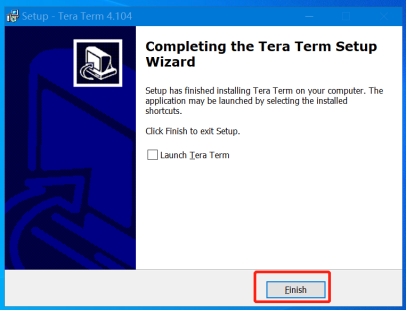 Setup - Tera Term 4.104
Completing the Tera Term Setup
Wizard
Setup has finished installing Tera Term on your computer. The
application may be launched by selecting the installed
shortcuts.
Click Finish to exit Setup.
Launch Tera Term
Finish